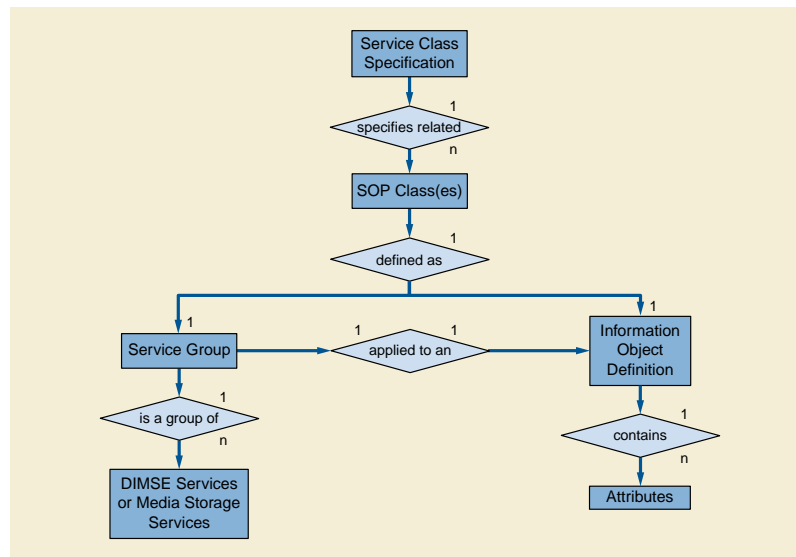 Service Class
Specification
1
specifies related
n
SOP Class(es)
1
defined as
1
1
Service Group
1
applied to an
1
Information
Object
Definition
1
is a group of
n
1
contains
n
DIMSE Services
or Media Storage
Services
Attributes